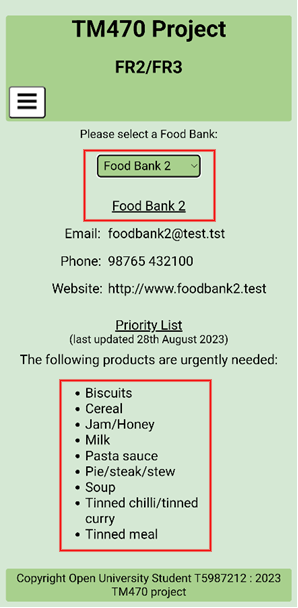 TM470 Project
FR2/FR3
Please select a Food Bank:
Food Bank 2
Food Bank 2
Email: foodbank2@test.tst
Phone: 98765 432100
Website: http://www.foodbank2.test
Priority List
(last updated 28th August 2023)
The following products are urgently needed:
• Biscuits
• Cereal
• Jam/Honey
• Milk
• Pasta sauce
• Pie/steak/stew
• Soup
• Tinned chilli/tinned
curry
• Tinned meal
Copyright Open University Student T5987212 : 2023
TM470 project